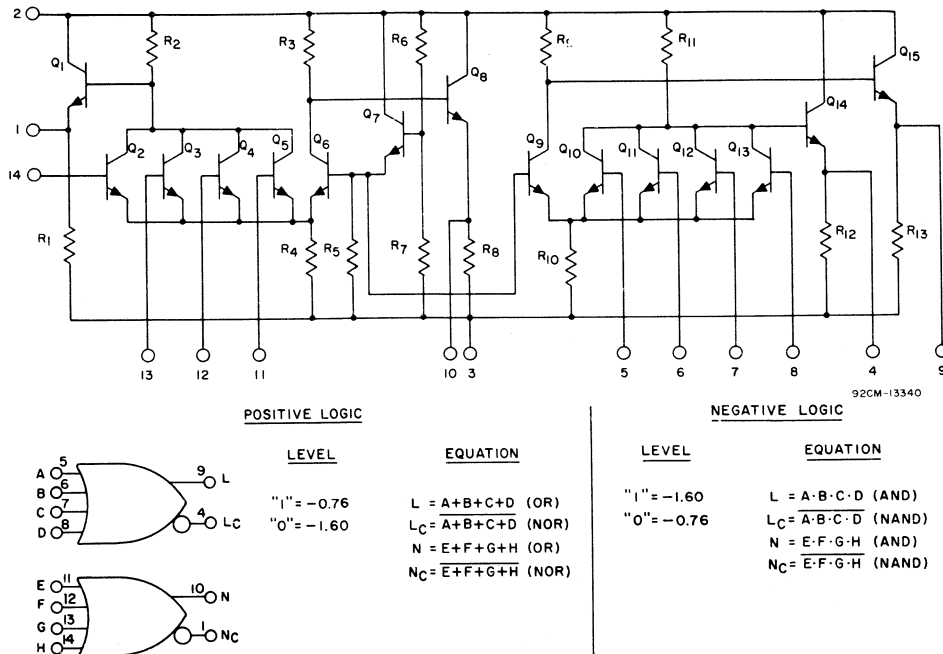 2
R2
R3
R6
R9
R11
Q1
Q8
Q15
Q14
1
Q7
Q2
Q3
Q4
Q5
Q6
Q9
Q10
Q11
Q12
Q13
14
R1
R4
R5
R7
R8
R10
R12
R13
13
12
11
10
3
5
6
7
8
4
9
92CM-13340
POSITIVE LOGIC
NEGATIVE LOGIC
LEVEL
EQUATION
LEVEL
EQUATION
A 5
B 6
C 7
D 8
9 L
4 LC
"1" = -0.76
"0" = -1.60
L = A+B+C+D (OR)
LC = A+B+C+D (NOR)
N = E+F+G+H (OR)
NC = E+F+G+H (NOR)
"1" = -1.60
"0" = -0.76
L = A·B·C·D (AND)
LC = A·B·C·D (NAND)
N = E·F·G·H (AND)
NC = E·F·G·H (NAND)
E 11
F 12
G 13
H 14
10 N
1 NC